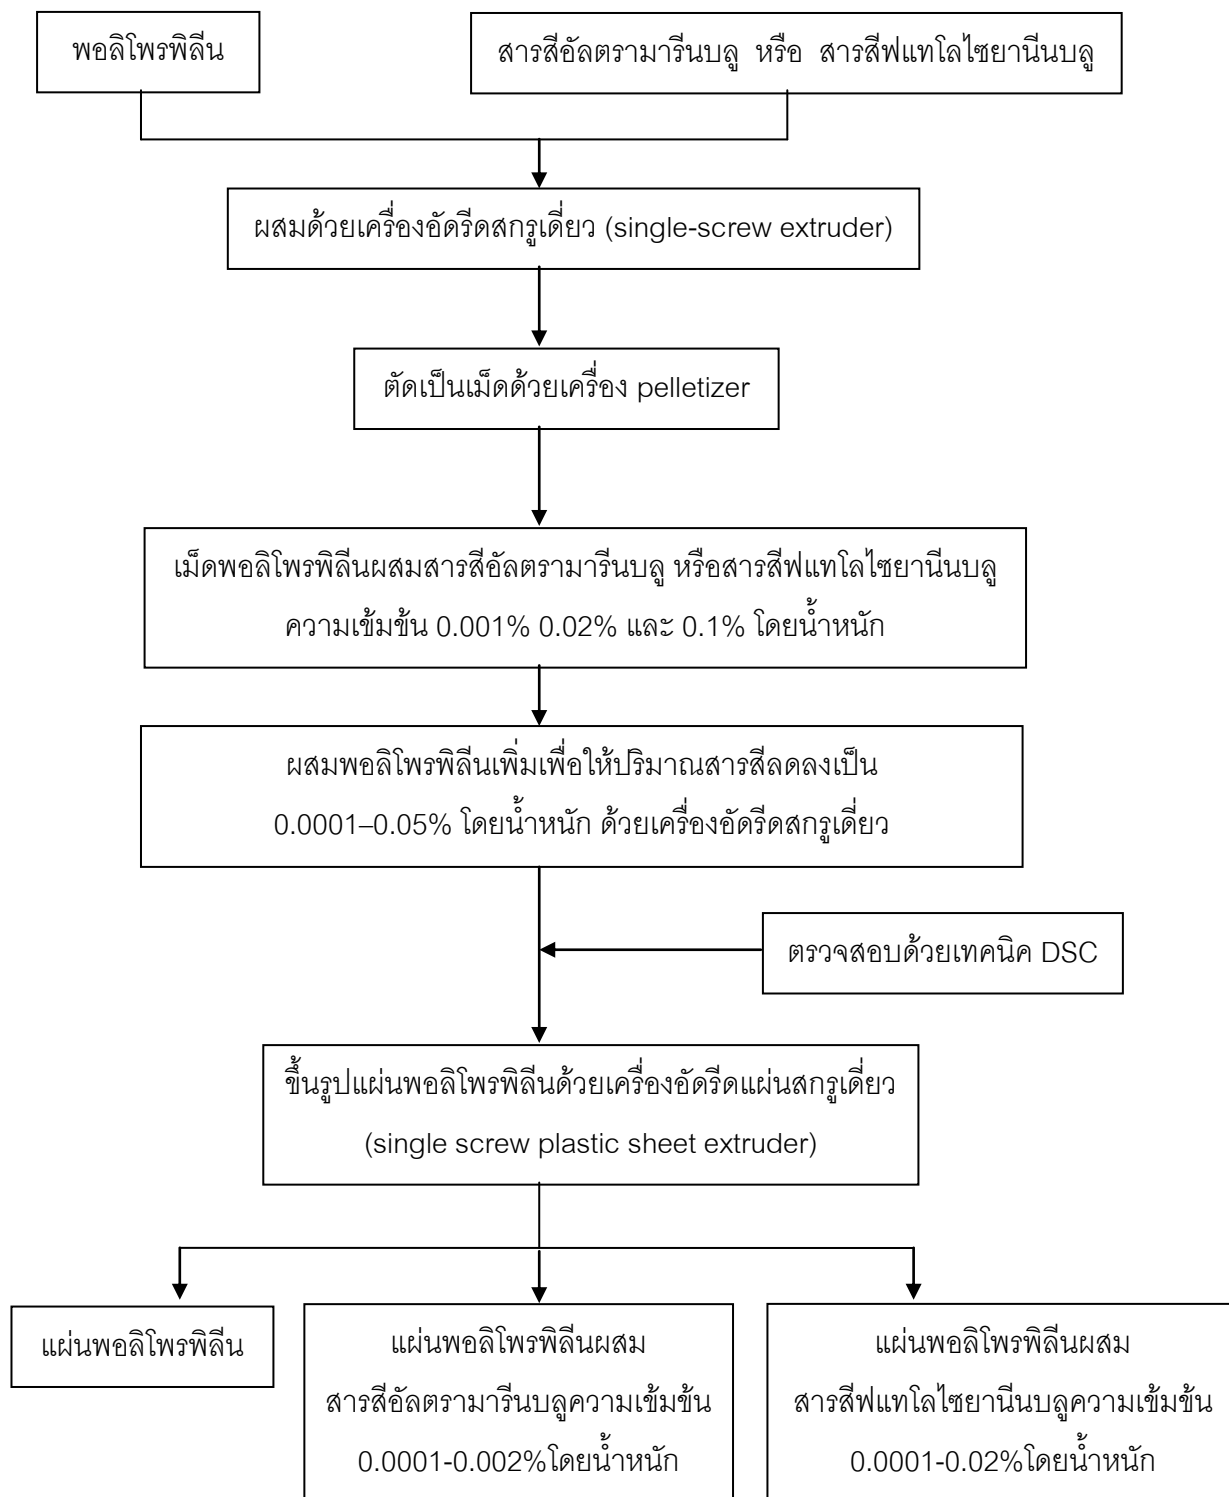 พอลิโพรพิลีน
สารสีอัลตรามารีนบลู หรือ สารสีฟแทโลไซยานีนบลู
ผสมด้วยเครื่องอัดรีดสกรูเดี่ยว (single-screw extruder)
ตัดเป็นเม็ดด้วยเครื่อง pelletizer
เม็ดพอลิโพรพิลีนผสมสารสีอัลตรามารีนบลู หรือสารสีฟแทโลไซยานีนบลู
ความเข้มข้น 0.001% 0.02% และ 0.1% โดยน้ำหนัก
ผสมพอลิโพรพิลีนเพิ่มเพื่อให้ปริมาณสารสีลดลงเป็น
0.0001–0.05% โดยน้ำหนัก ด้วยเครื่องอัดรีดสกรูเดี่ยว
ตรวจสอบด้วยเทคนิค DSC
ขึ้นรูปแผ่นพอลิโพรพิลีนด้วยเครื่องอัดรีดแผ่นสกรูเดี่ยว
(single screw plastic sheet extruder)
แผ่นพอลิโพรพิลีน
แผ่นพอลิโพรพิลีนผสม
สารสีอัลตรามารีนบลูความเข้มข้น
0.0001-0.002%โดยน้ำหนัก
แผ่นพอลิโพรพิลีนผสม
สารสีฟแทโลไซยานีนบลูความเข้มข้น
0.0001-0.02%โดยน้ำหนัก